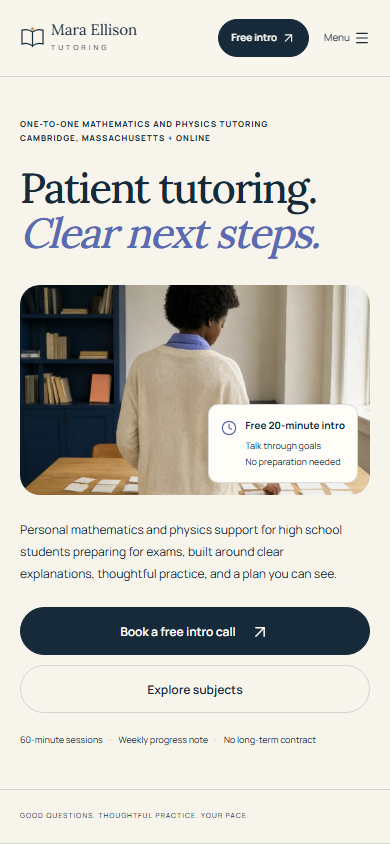 Mara Ellison
TUTORING
Free intro
Menu
ONE-TO-ONE MATHEMATICS AND PHYSICS TUTORING
CAMBRIDGE, MASSACHUSETTS + ONLINE
Patient tutoring.
Clear next steps.
Free 20-minute intro
Talk through goals
No preparation needed
Personal mathematics and physics support for high school
students preparing for exams, built around clear
explanations, thoughtful practice, and a plan you can see.
Book a free intro call
Explore subjects
60-minute sessions · Weekly progress note · No long-term contract
GOOD QUESTIONS. THOUGHTFUL PRACTICE. YOUR PACE.